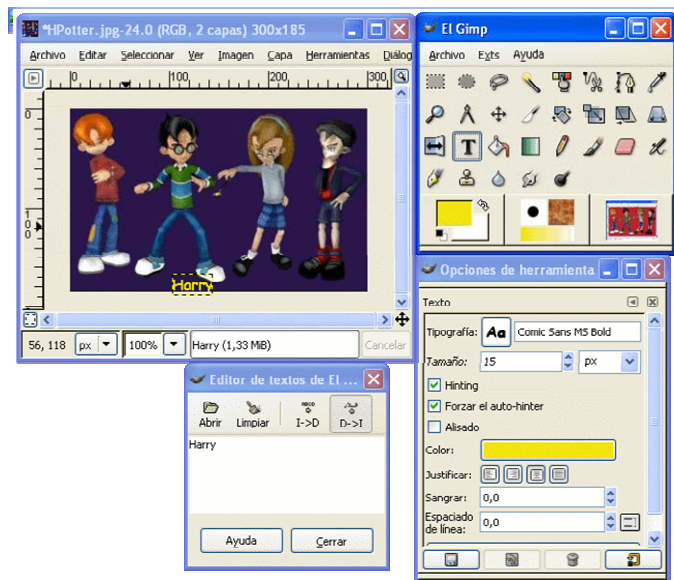 *HPotter.jpg-24.0 (RGB, 2 capas) 300x185
Archivo Editar Seleccionar Ver Imagen Capa Herramientas Diálog
0 100 200 300
0
100
Harry
56, 118 px 100% Harry (1,33 MiB) Cancelar
El Gimp
Archivo Exts Ayuda
T
Opciones de herramienta
Texto
Tipografía: Aa Comic Sans MS Bold
Tamaño: 15 px
Hinting
Forzar el auto-hinter
Alisado
Color:
Justificar:
Sangrar: 0,0
Espaciado
de línea: 0,0
Editor de textos de El ...
Abrir Limpiar I->D D->I
Harry
Ayuda Cerrar